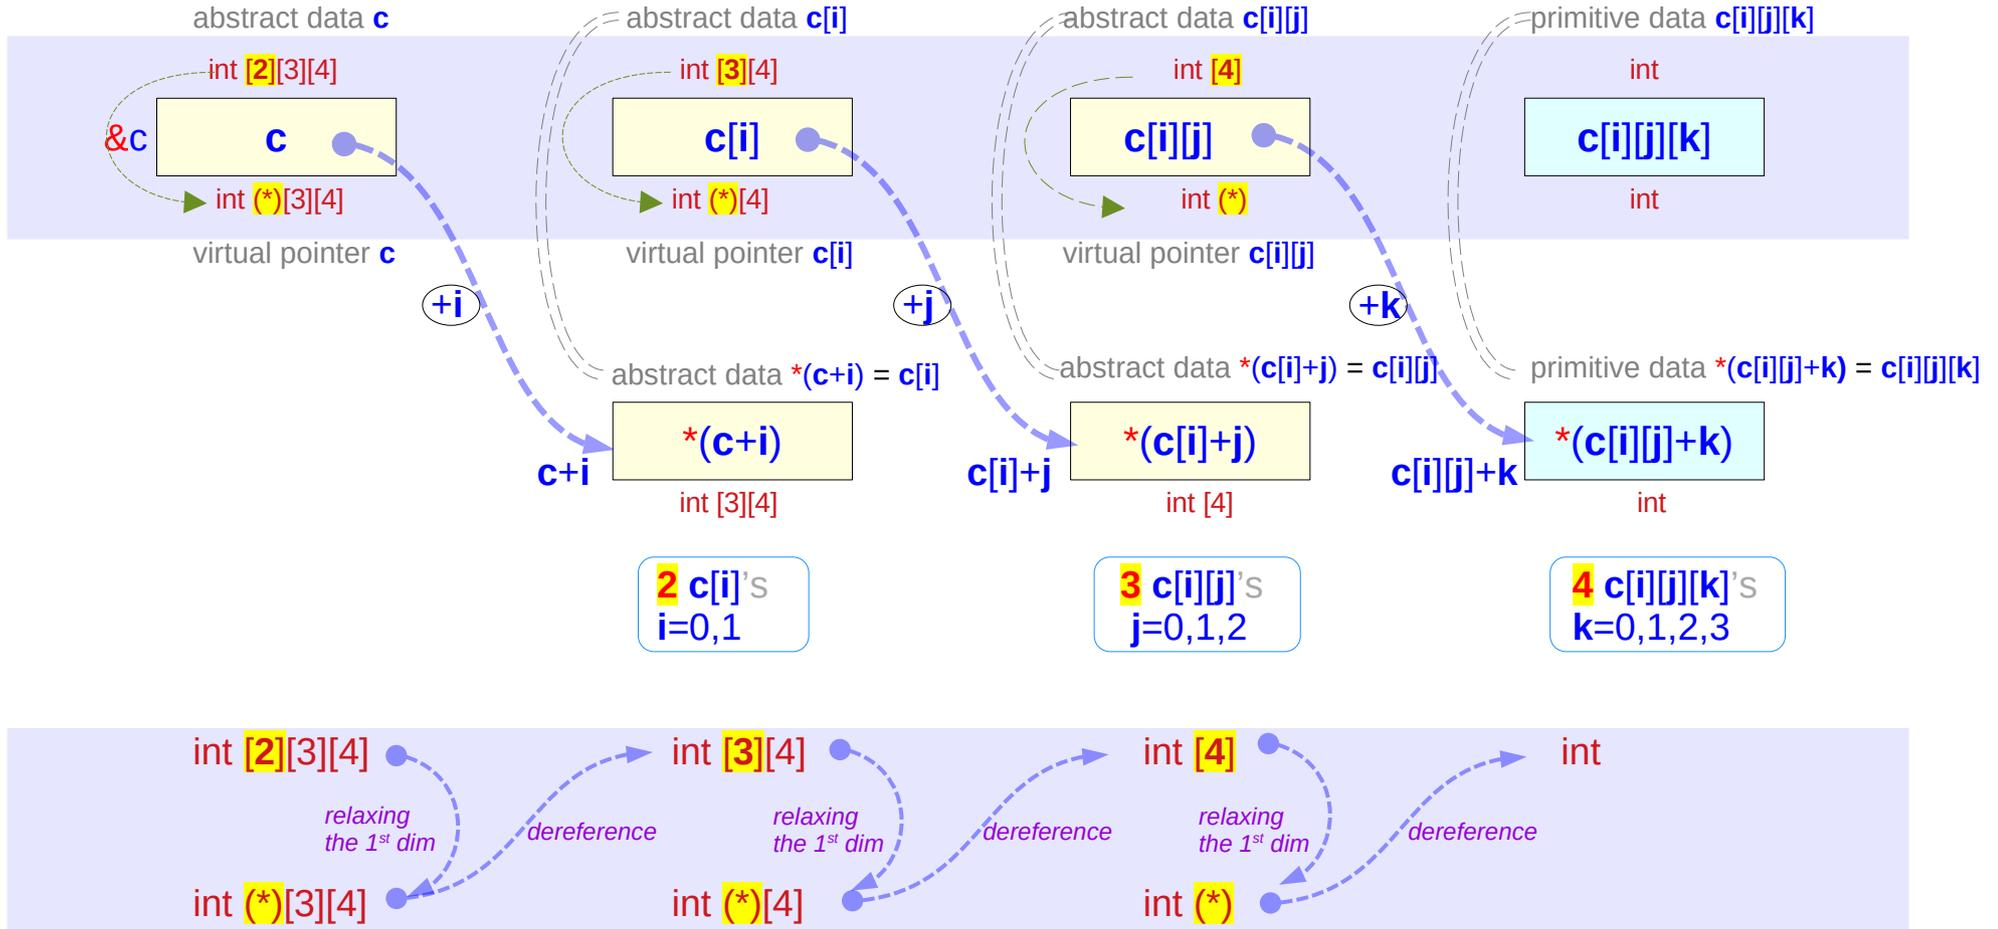 abstract data c
abstract data c[i]
abstract data c[i][j]
primitive data c[i][j][k]
int [2][3][4]
int [3][4]
int [4]
int
&c
c
c[i]
c[i][j]
c[i][j][k]
int (*)[3][4]
int (*)[4]
int (*)
int
virtual pointer c
virtual pointer c[i]
virtual pointer c[i][j]
+i
+j
+k
abstract data *(c+i) = c[i]
abstract data *(c[i]+j) = c[i][j]
primitive data *(c[i][j]+k) = c[i][j][k]
*(c+i)
*(c[i]+j)
*(c[i][j]+k)
c+i
c[i]+j
c[i][j]+k
int [3][4]
int [4]
int
2 c[i]’s
i=0,1
3 c[i][j]’s
j=0,1,2
4 c[i][j][k]’s
k=0,1,2,3
int [2][3][4]
int [3][4]
int [4]
int
relaxing
the 1st dim
dereference
relaxing
the 1st dim
dereference
relaxing
the 1st dim
dereference
int (*)[3][4]
int (*)[4]
int (*)